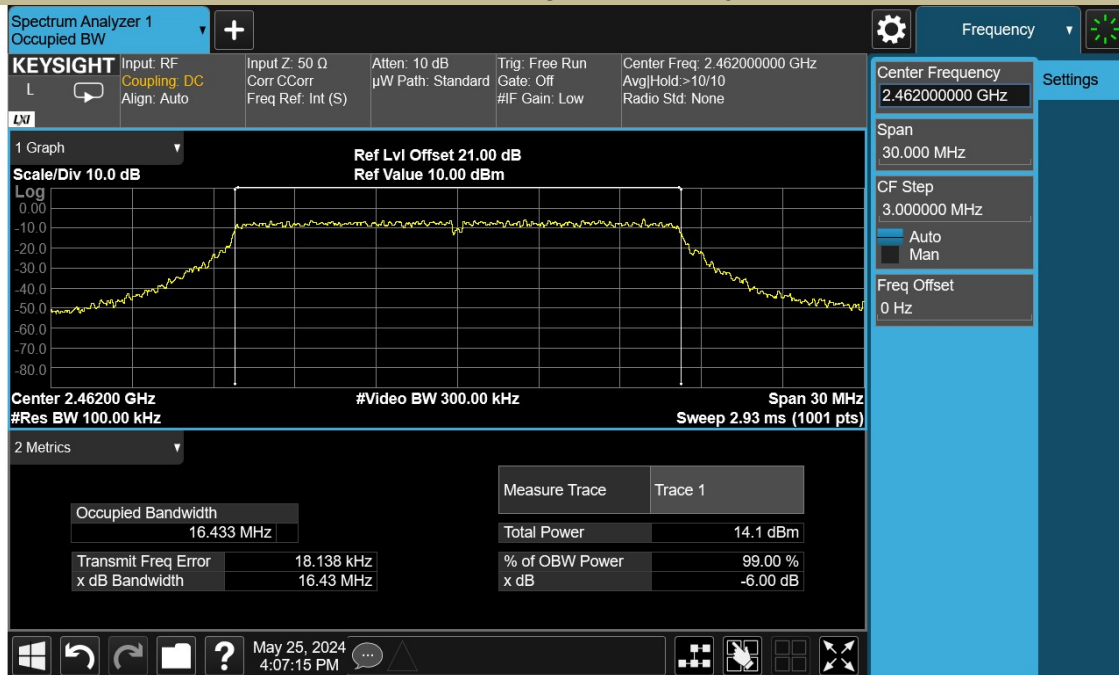 Spectrum Analyzer 1
Occupied BW
+
Frequency
KEYSIGHT
L
LXI
Input: RF
Coupling: DC
Align: Auto
Input Z: 50 Ω
Corr CCorr
Freq Ref: Int (S)
Atten: 10 dB
µW Path: Standard
Trig: Free Run
Gate: Off
#IF Gain: Low
Center Freq: 2.462000000 GHz
Avg|Hold:>10/10
Radio Std: None
Center Frequency
2.462000000 GHz
Settings
Span
30.000 MHz
CF Step
3.000000 MHz
Auto
Man
Freq Offset
0 Hz
1 Graph
Scale/Div 10.0 dB
Ref Lvl Offset 21.00 dB
Ref Value 10.00 dBm
Log
0.00
-10.0
-20.0
-30.0
-40.0
-50.0
-60.0
-70.0
-80.0
Center 2.46200 GHz
#Video BW 300.00 kHz
Span 30 MHz
#Res BW 100.00 kHz
Sweep 2.93 ms (1001 pts)
2 Metrics
Measure Trace Trace 1
Occupied Bandwidth
16.433 MHz
Total Power 14.1 dBm
Transmit Freq Error 18.138 kHz
% of OBW Power 99.00 %
x dB Bandwidth 16.43 MHz
x dB -6.00 dB
?
May 25, 2024
4:07:15 PM